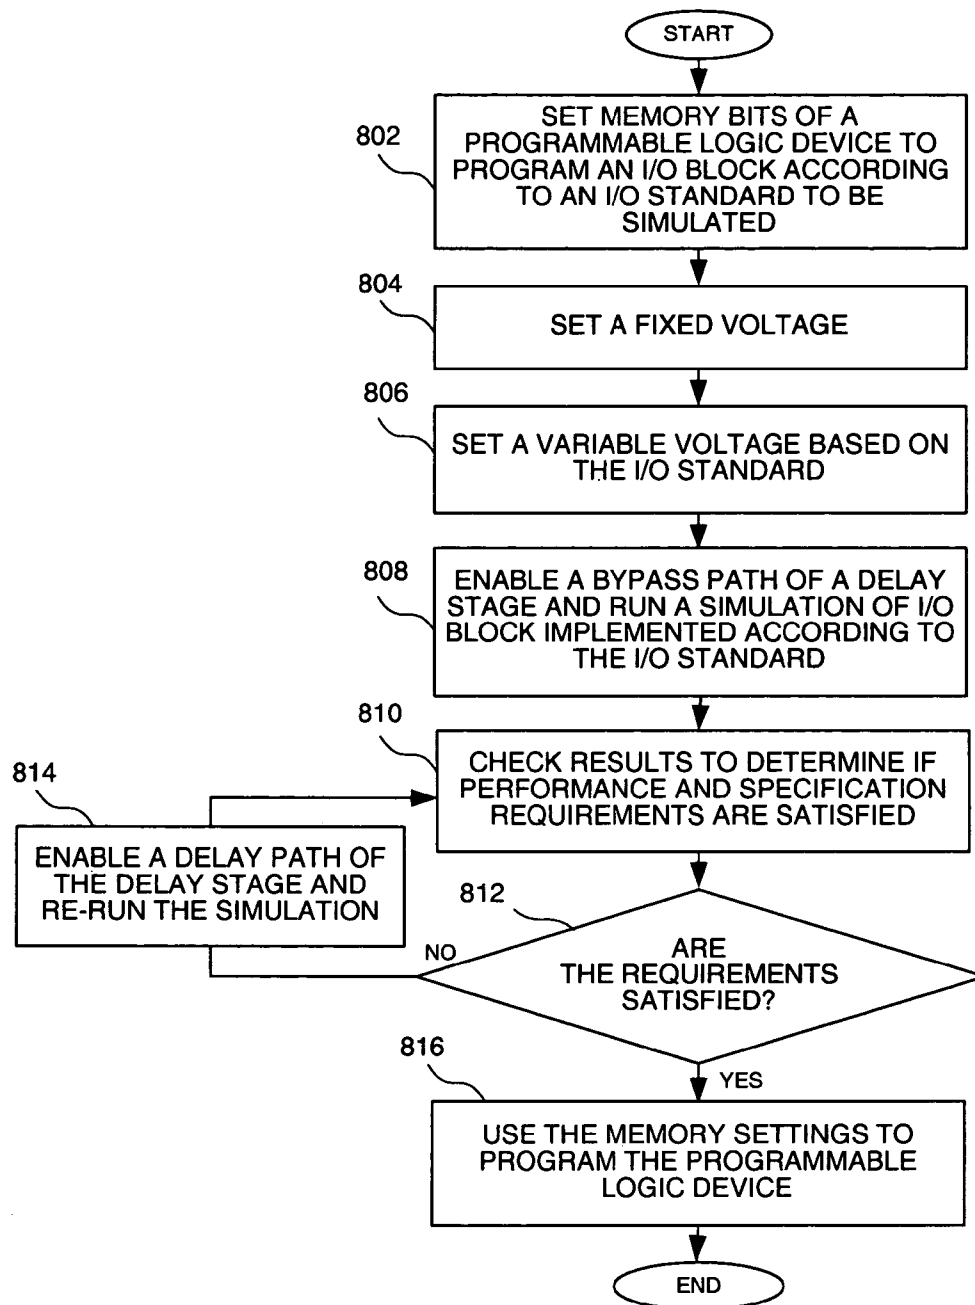 START
802
SET MEMORY BITS OF A
PROGRAMMABLE LOGIC DEVICE TO
PROGRAM AN I/O BLOCK ACCORDING
TO AN I/O STANDARD TO BE
SIMULATED
804
SET A FIXED VOLTAGE
806
SET A VARIABLE VOLTAGE BASED ON
THE I/O STANDARD
808
ENABLE A BYPASS PATH OF A DELAY
STAGE AND RUN A SIMULATION OF I/O
BLOCK IMPLEMENTED ACCORDING TO
THE I/O STANDARD
810
CHECK RESULTS TO DETERMINE IF
PERFORMANCE AND SPECIFICATION
REQUIREMENTS ARE SATISFIED
814
ENABLE A DELAY PATH OF
THE DELAY STAGE AND
RE-RUN THE SIMULATION
812
NO
ARE
THE REQUIREMENTS
SATISFIED?
YES
816
USE THE MEMORY SETTINGS TO
PROGRAM THE PROGRAMMABLE
LOGIC DEVICE
END